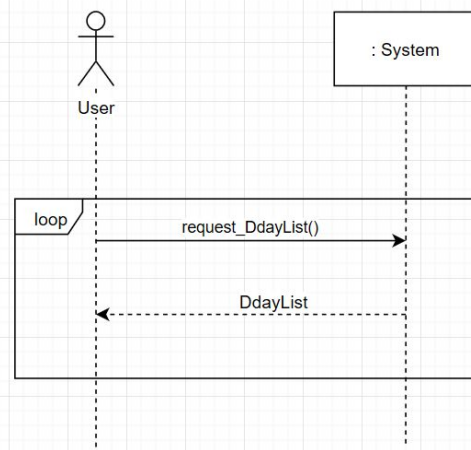 : System
User
loop
request_DdayList()
DdayList